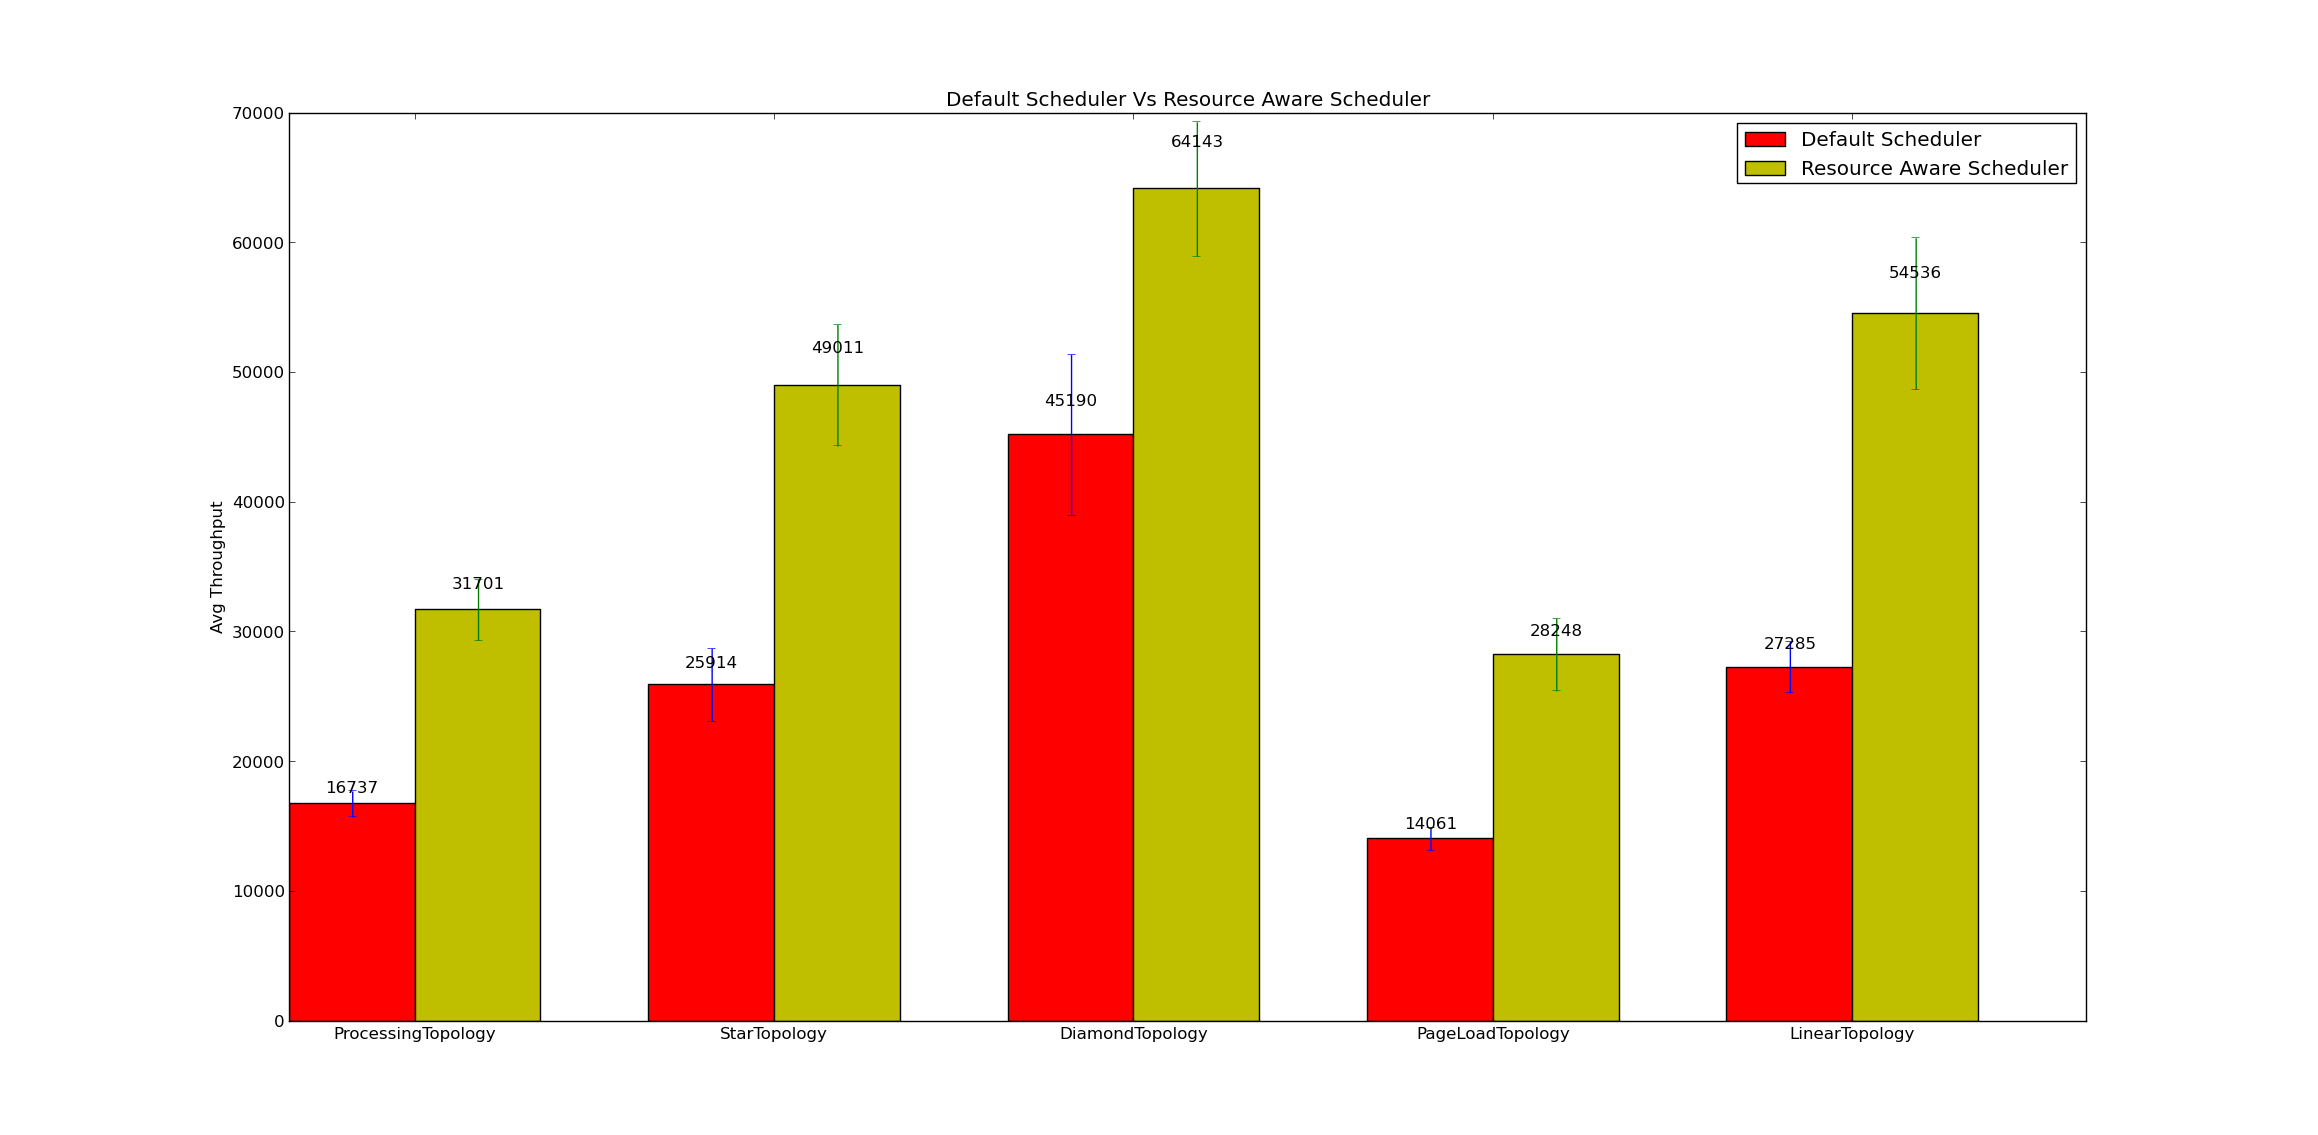 Default Scheduler Vs Resource Aware Scheduler
70000
60000
50000
40000
30000
20000
10000
0
Avg Throughput
Default Scheduler
Resource Aware Scheduler
16737
31701
25914
49011
45190
64143
14061
28248
27285
54536
ProcessingTopology
StarTopology
DiamondTopology
PageLoadTopology
LinearTopology